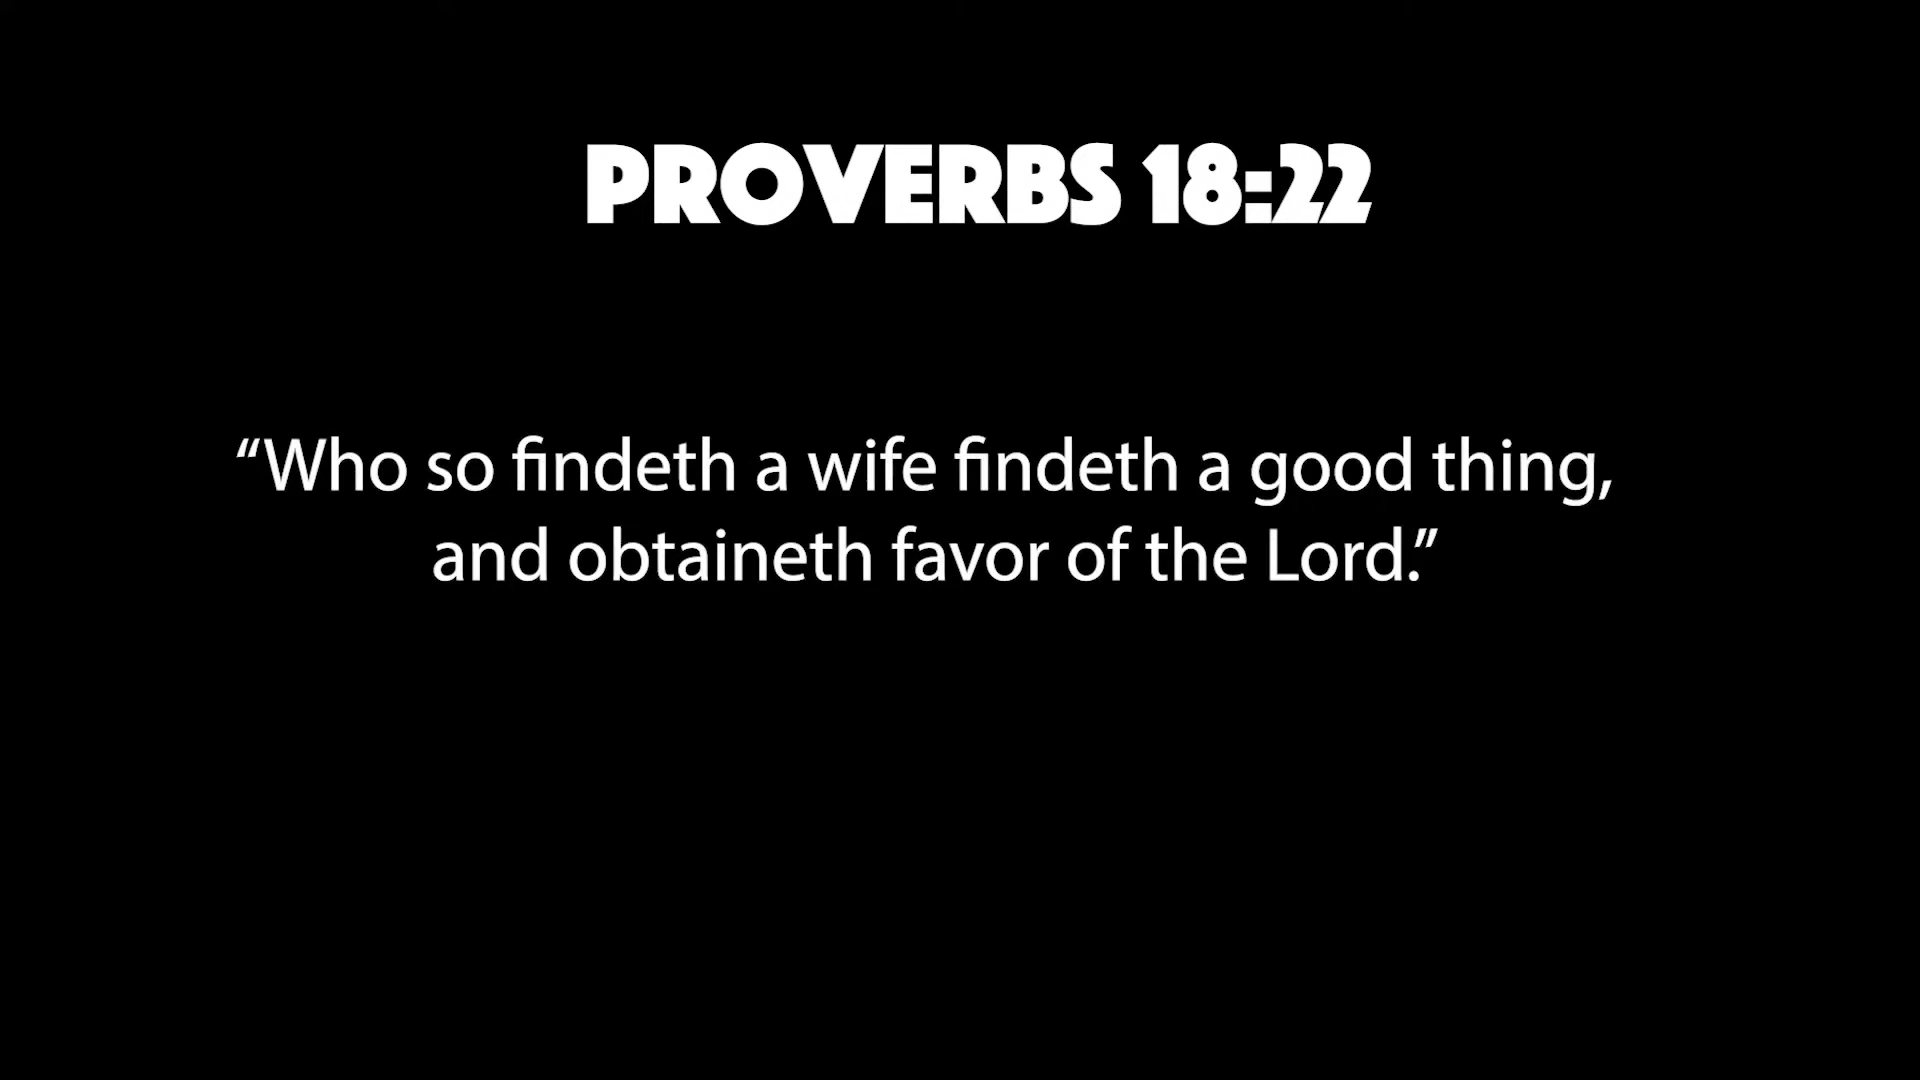 PROVERBS 18:22
“Who so findeth a wife findeth a good thing,
and obtaineth favor of the Lord.”